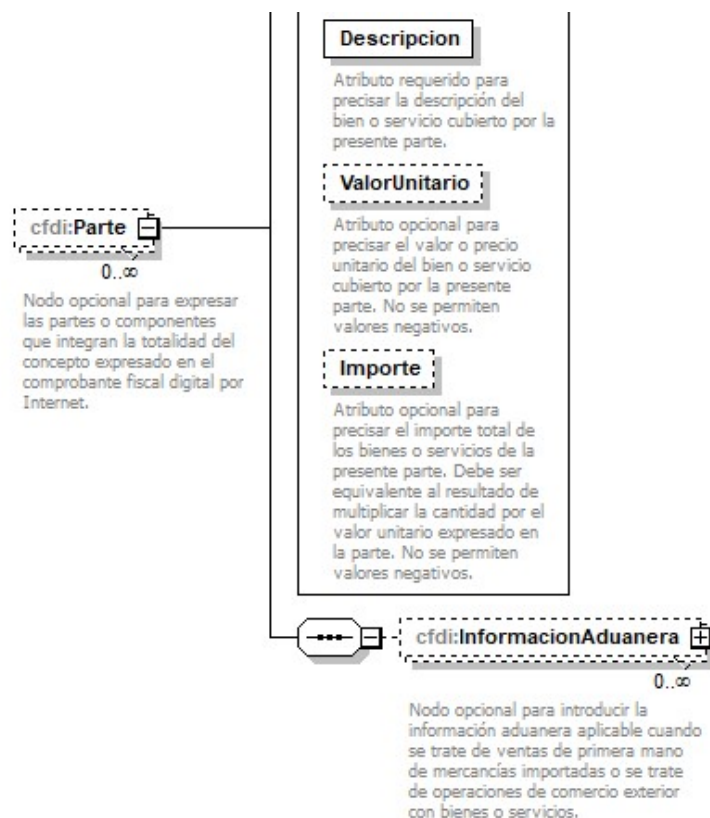 Descripcion
Atributo requerido para
precisar la descripción del
bien o servicio cubierto por la
presente parte.
ValorUnitario
Atributo opcional para
precisar el valor o precio
unitario del bien o servicio
cubierto por la presente
parte. No se permiten
valores negativos.
cfdi:Parte
0..∞
Nodo opcional para expresar
las partes o componentes
que integran la totalidad del
concepto expresado en el
comprobante fiscal digital por
Internet.
Importe
Atributo opcional para
precisar el importe total de
los bienes o servicios de la
presente parte. Debe ser
equivalente al resultado de
multiplicar la cantidad por el
valor unitario expresado en
la parte. No se permiten
valores negativos.
cfdi:InformacionAduanera
0..∞
Nodo opcional para introducir la
información aduanera aplicable cuando
se trate de ventas de primera mano
de mercancías importadas o se trate
de operaciones de comercio exterior
con bienes o servicios.